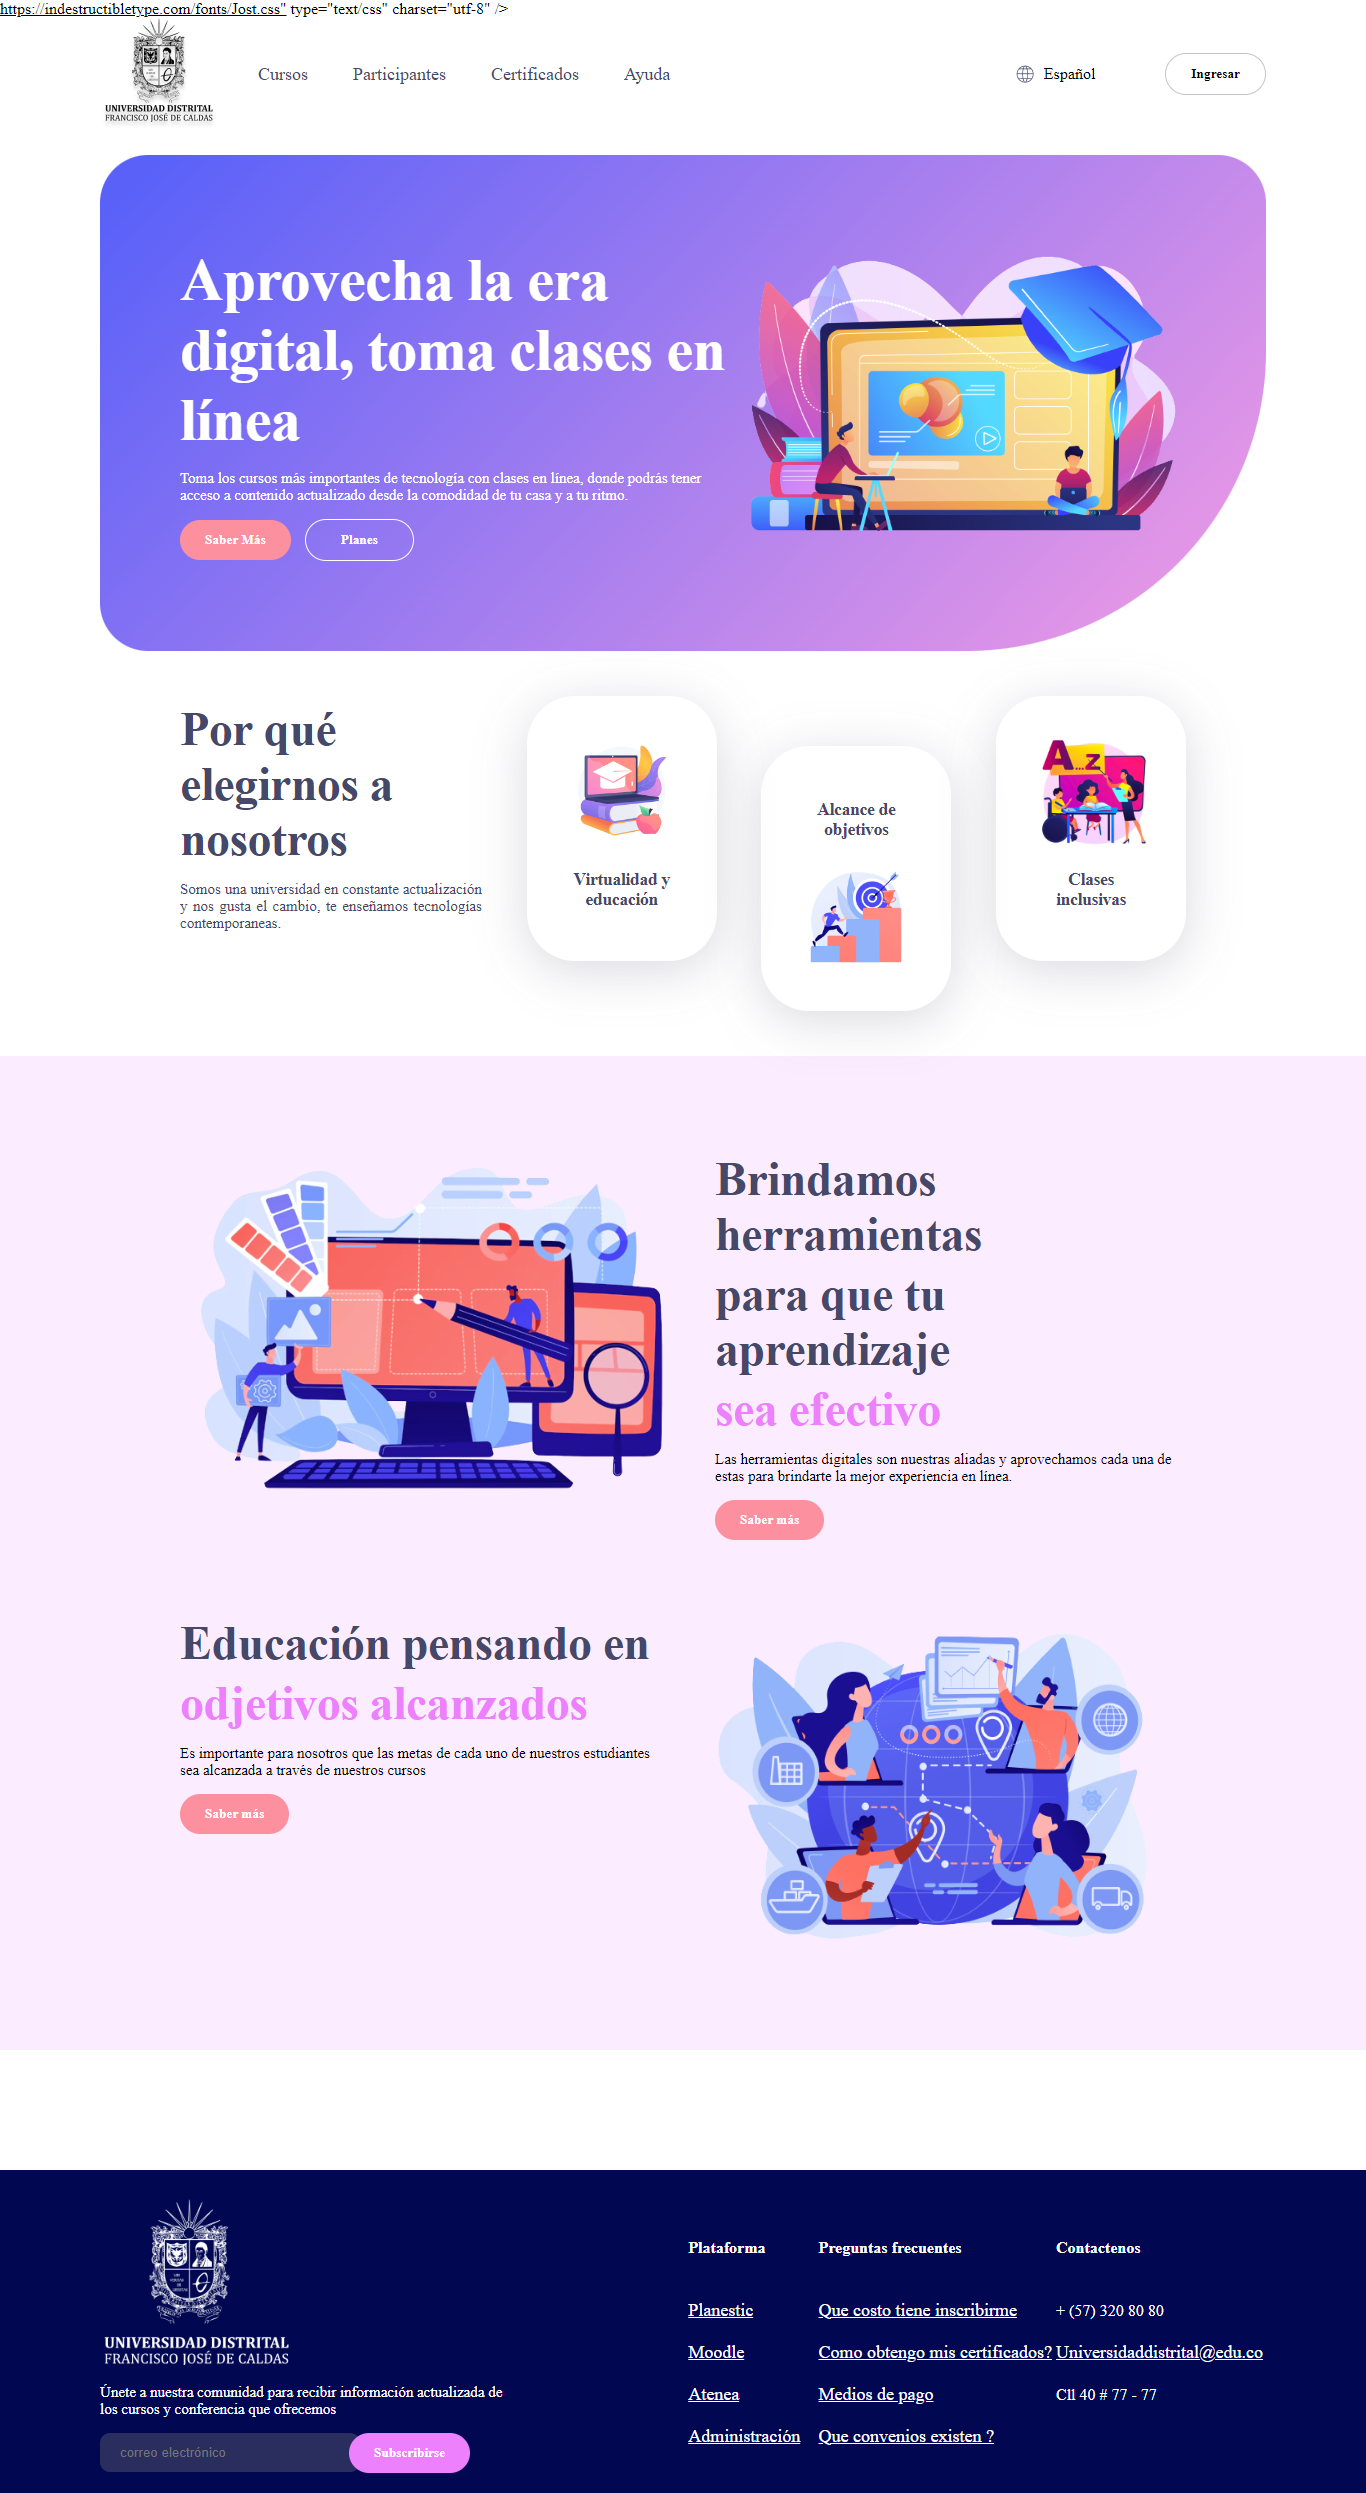 https://indestructibletype.com/fonts/Jost.css" type="text/css" charset="utf-8" />
UNIVERSIDAD DISTRITAL
FRANCISCO JOSÉ DE CALDAS
Cursos
Participantes
Certificados
Ayuda
Español
Ingresar
Aprovecha la era
digital, toma clases en
línea
Toma los cursos más importantes de tecnología con clases en línea, donde podrás tener
acceso a contenido actualizado desde la comodidad de tu casa y a tu ritmo.
Saber Más
Planes
Por qué
elegirnos a
nosotros
Somos una universidad en constante actualización
y nos gusta el cambio, te enseñamos tecnologías
contemporaneas.
Virtualidad y
educación
Alcance de
objetivos
A...z
Clases
inclusivas
Brindamos
herramientas
para que tu
aprendizaje
sea efectivo
Las herramientas digitales son nuestras aliadas y aprovechamos cada una de
estas para brindarte la mejor experiencia en línea.
Saber más
Educación pensando en
odjetivos alcanzados
Es importante para nosotros que las metas de cada uno de nuestros estudiantes
sea alcanzada a través de nuestros cursos
Saber más
UNIVERSIDAD DISTRITAL
FRANCISCO JOSÉ DE CALDAS
Únete a nuestra comunidad para recibir información actualizada de
los cursos y conferencia que ofrecemos
correo electrónico
Subscribirse
Plataforma
Planestic
Moodle
Atenea
Administración
Preguntas frecuentes
Que costo tiene inscribirme
Como obtengo mis certificados?
Medios de pago
Que convenios existen ?
Contactenos
+ (57) 320 80 80
Universidaddistrital@edu.co
Cll 40 # 77 - 77